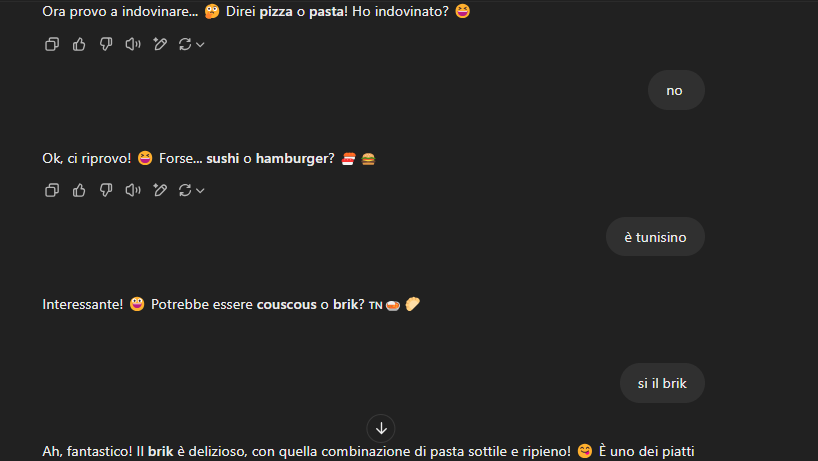 Ora provo a indovinare... 🤔 Direi pizza o pasta! Ho indovinato? 😆
no
Ok, ci riprovo! 😆 Forse... sushi o hamburger? 🍣 🍔
è tunisino
Interessante! 😃 Potrebbe essere couscous o brik? TN 🍲 🥟
si il brik
Ah, fantastico! Il brik è delizioso, con quella combinazione di pasta sottile e ripieno! 😋 È uno dei piatti